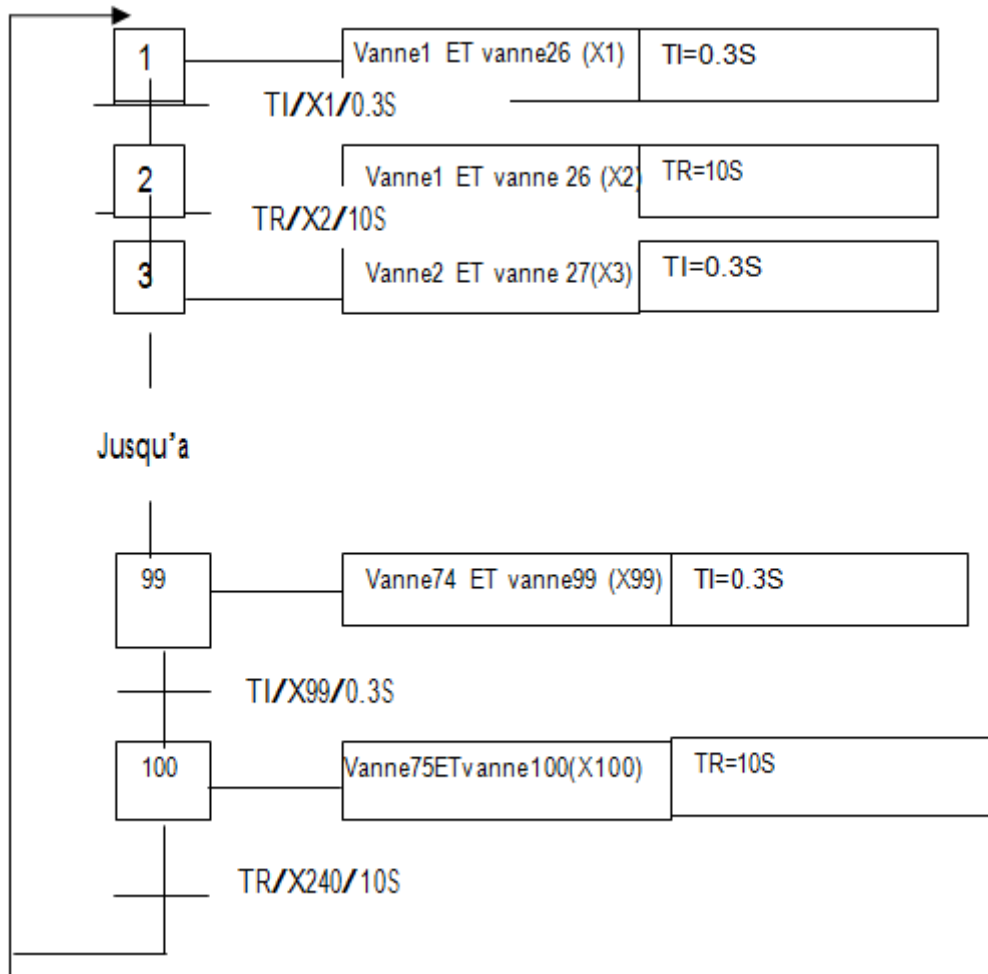 1 Vanne1 ET vanne26 (X1) TI=0.3S
TI/X1/0.3S
2 Vanne1 ET vanne 26 (X2) TR=10S
TR/X2/10S
3 Vanne2 ET vanne 27(X3) TI=0.3S
Jusqu'a
99 Vanne74 ET vanne99 (X99) TI=0.3S
TI/X99/0.3S
100 Vanne75ETvanne100(X100) TR=10S
TR/X240/10S